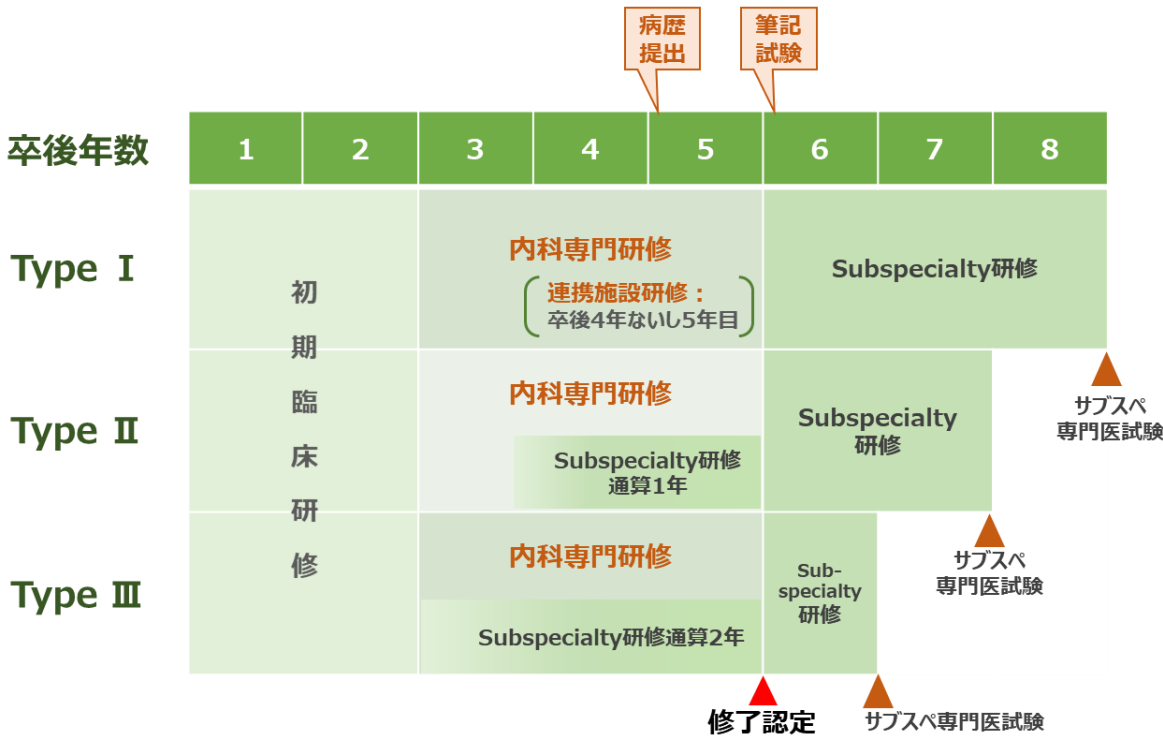 病歴
提出
筆記
試験
卒後年数
1
2
3
4
5
6
7
8
Type Ⅰ
初
期
臨
床
研
修
内科専門研修
連携施設研修：
卒後4年ないし5年目
Subspecialty研修
サブスペ
専門医試験
Type Ⅱ
内科専門研修
Subspecialty研修
通算1年
Subspecialty
研修
サブスペ
専門医試験
Type Ⅲ
内科専門研修
Subspecialty研修通算2年
Sub-
specialty
研修
修了認定
サブスペ専門医試験